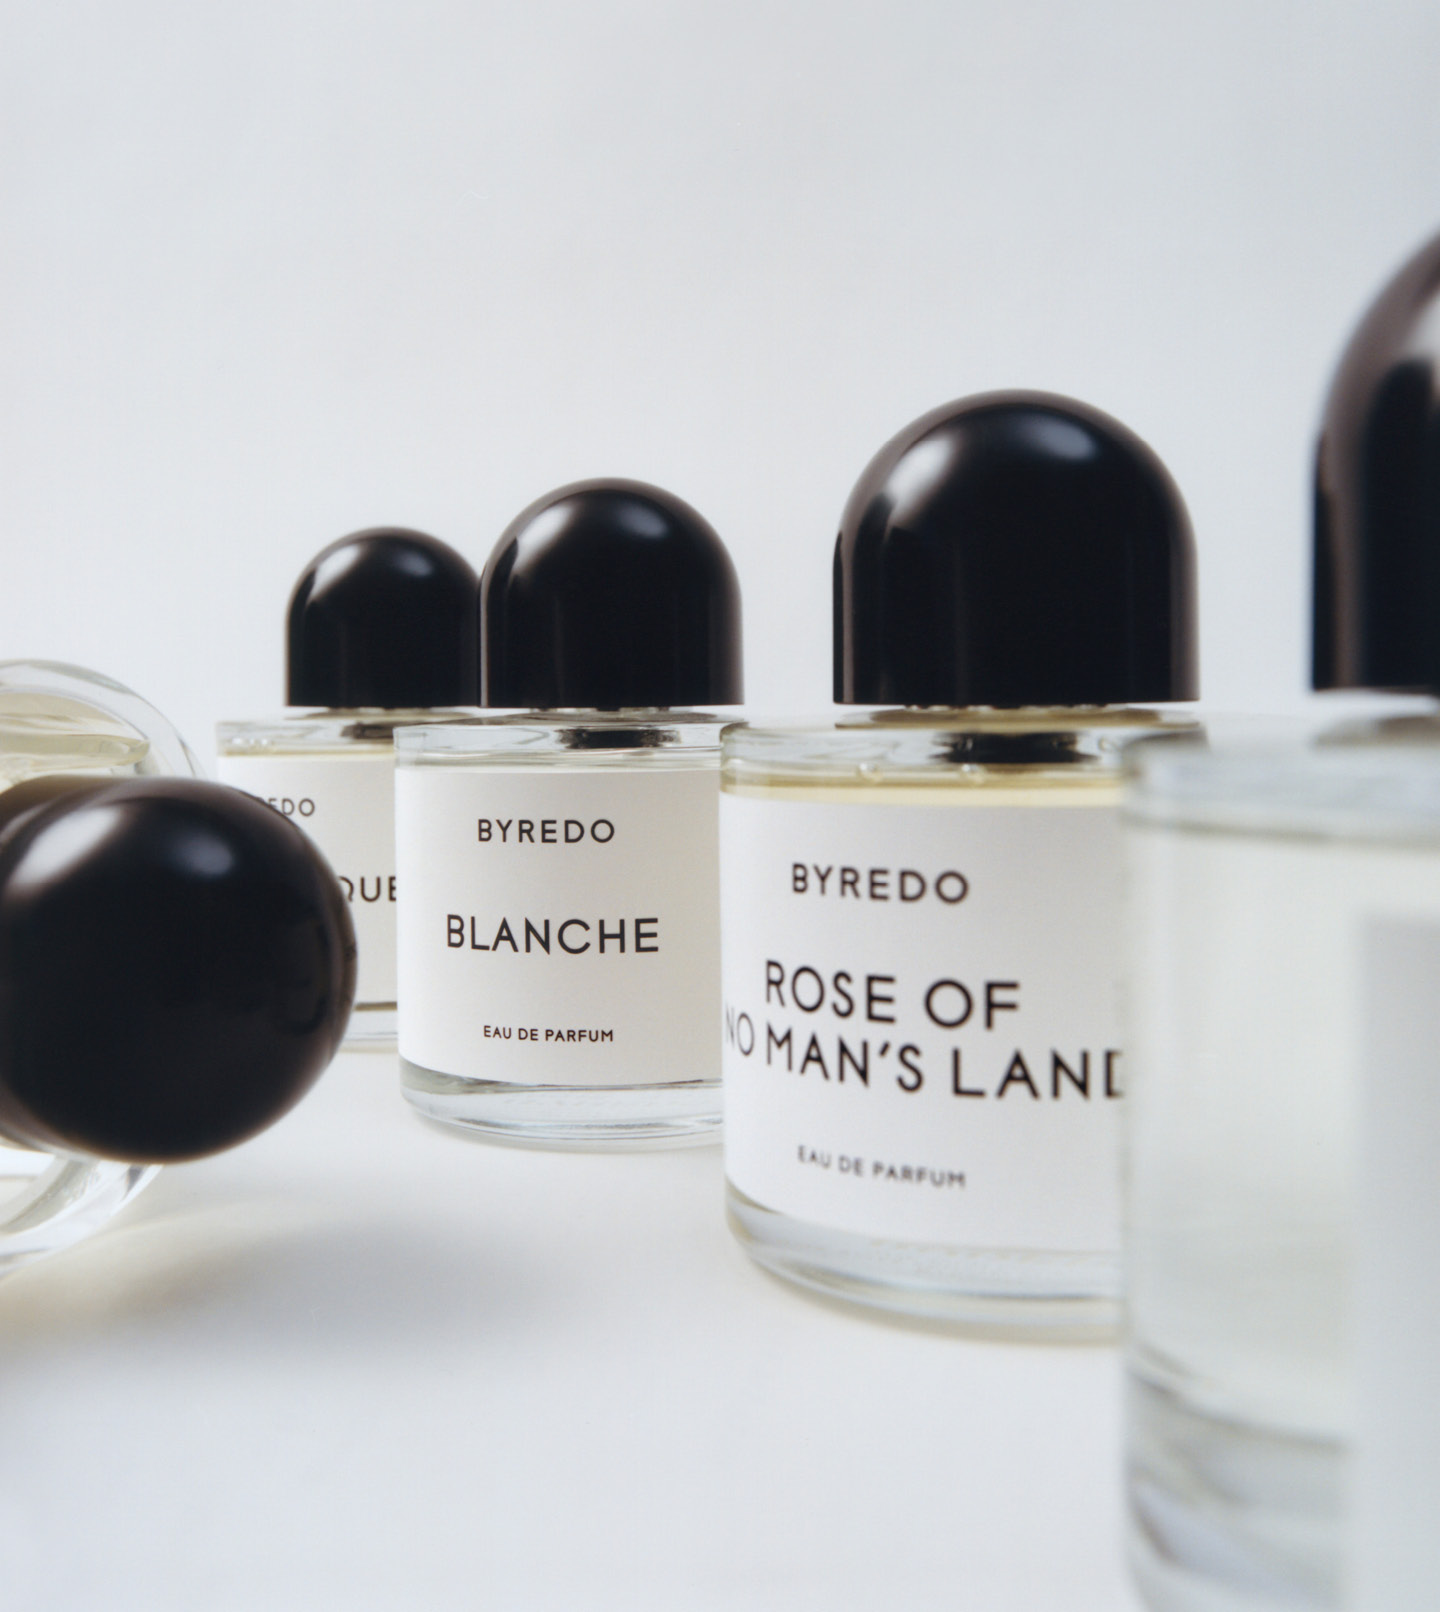 BYREDO
BLANCHE
EAU DE PARFUM
BYREDO
ROSE OF
NO MAN'S LAND
EAU DE PARFUM